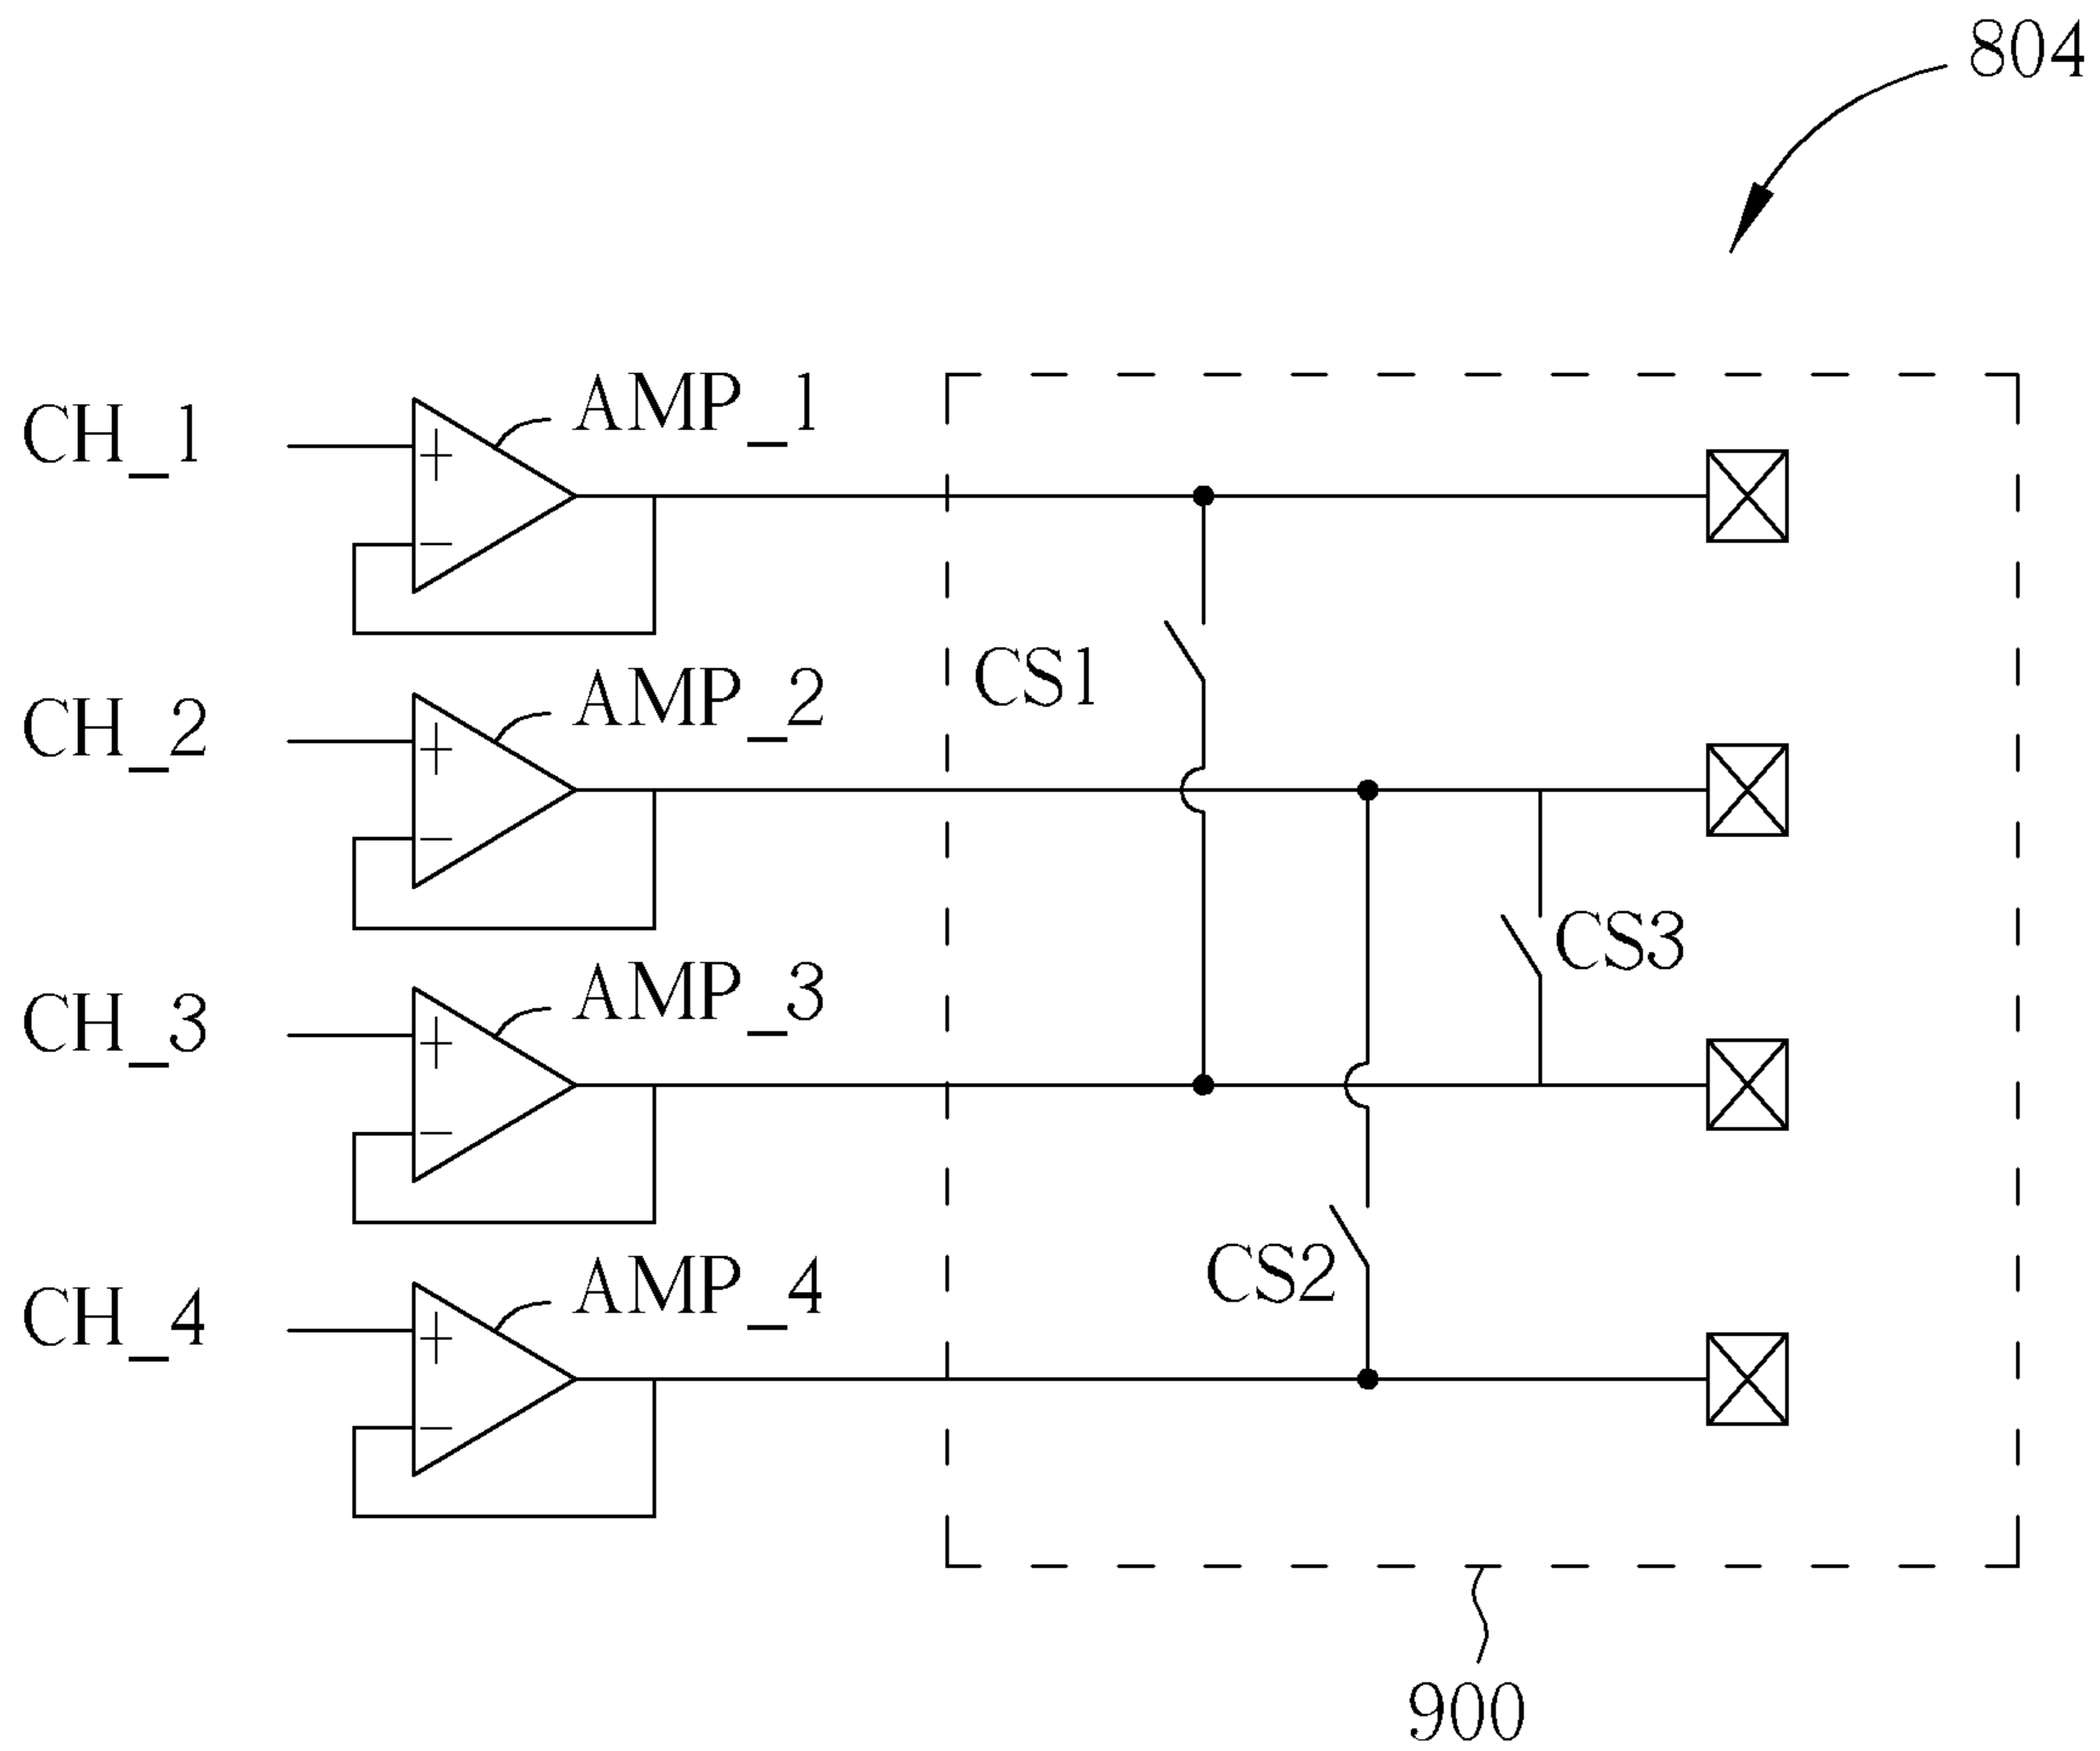 804
CH_1
AMP_1
+
−
CS1
CH_2
AMP_2
+
−
CS3
CH_3
AMP_3
+
−
CS2
CH_4
AMP_4
+
−
900